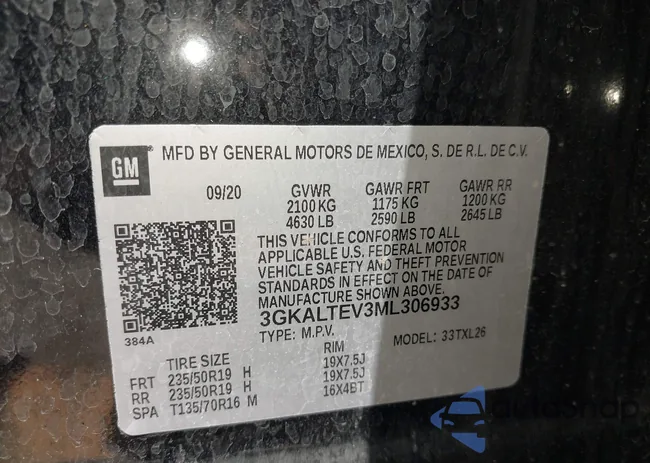 GM
MFD BY GENERAL MOTORS DE MEXICO, S. DE R.L. DE C.V.
09/20 GVWR GAWR FRT GAWR RR
2100 KG 1175 KG 1200 KG
4630 LB 2590 LB 2645 LB
THIS VEHICLE CONFORMS TO ALL
APPLICABLE U.S. FEDERAL MOTOR
VEHICLE SAFETY AND THEFT PREVENTION
STANDARDS IN EFFECT ON THE DATE OF
MANUFACTURE SHOWN ABOVE.
3GKALTEV3ML306933
384A TYPE: M.P.V. MODEL: 33TXL26
TIRE SIZE RIM
FRT 235/50R19 H 19X7.5J
RR 235/50R19 H 19X7.5J
SPA T135/70R16 M 16X4BT
autoSnap